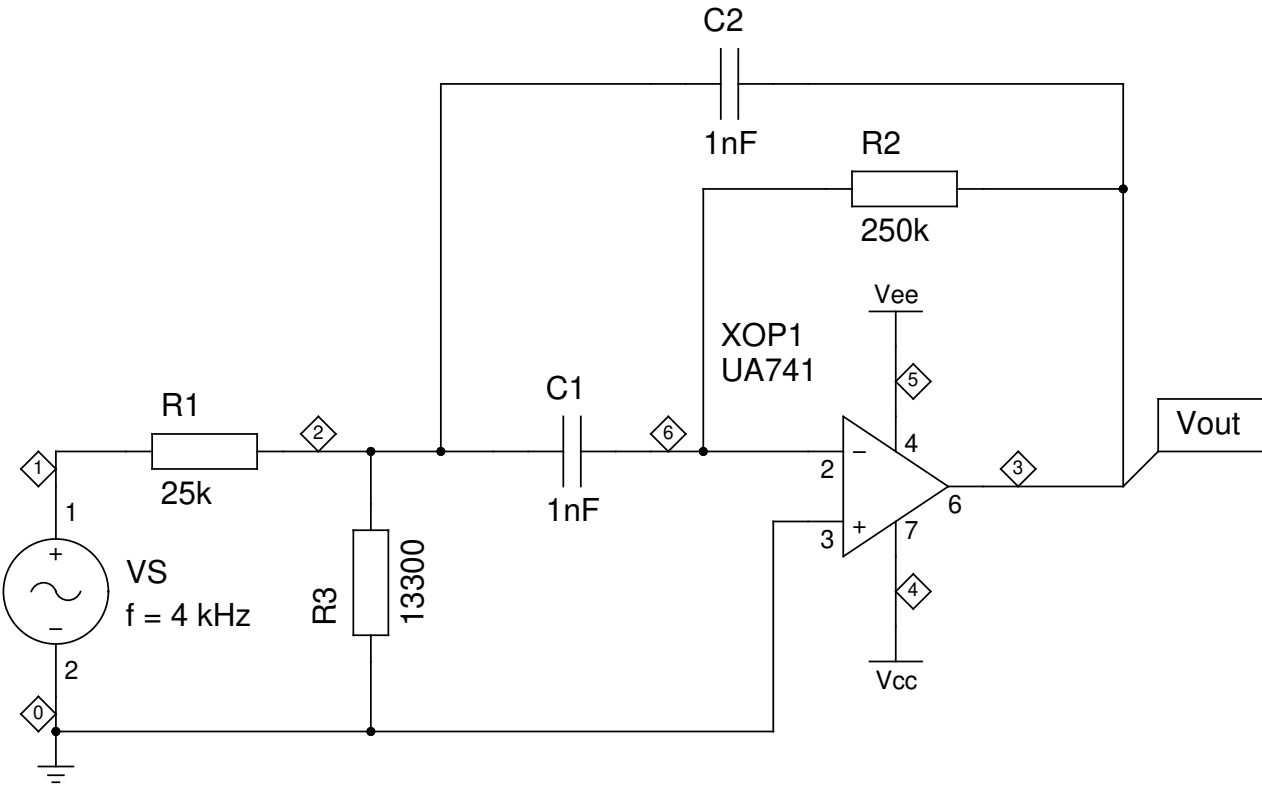 C2
1nF
R2
250k
Vee
XOP1
UA741
5
C1
R1
2
6
Vout
4
1
3
2
25k
1nF
6
1
+
7
3
VS
f = 4 kHz
R3
13300
4
2
Vcc
0